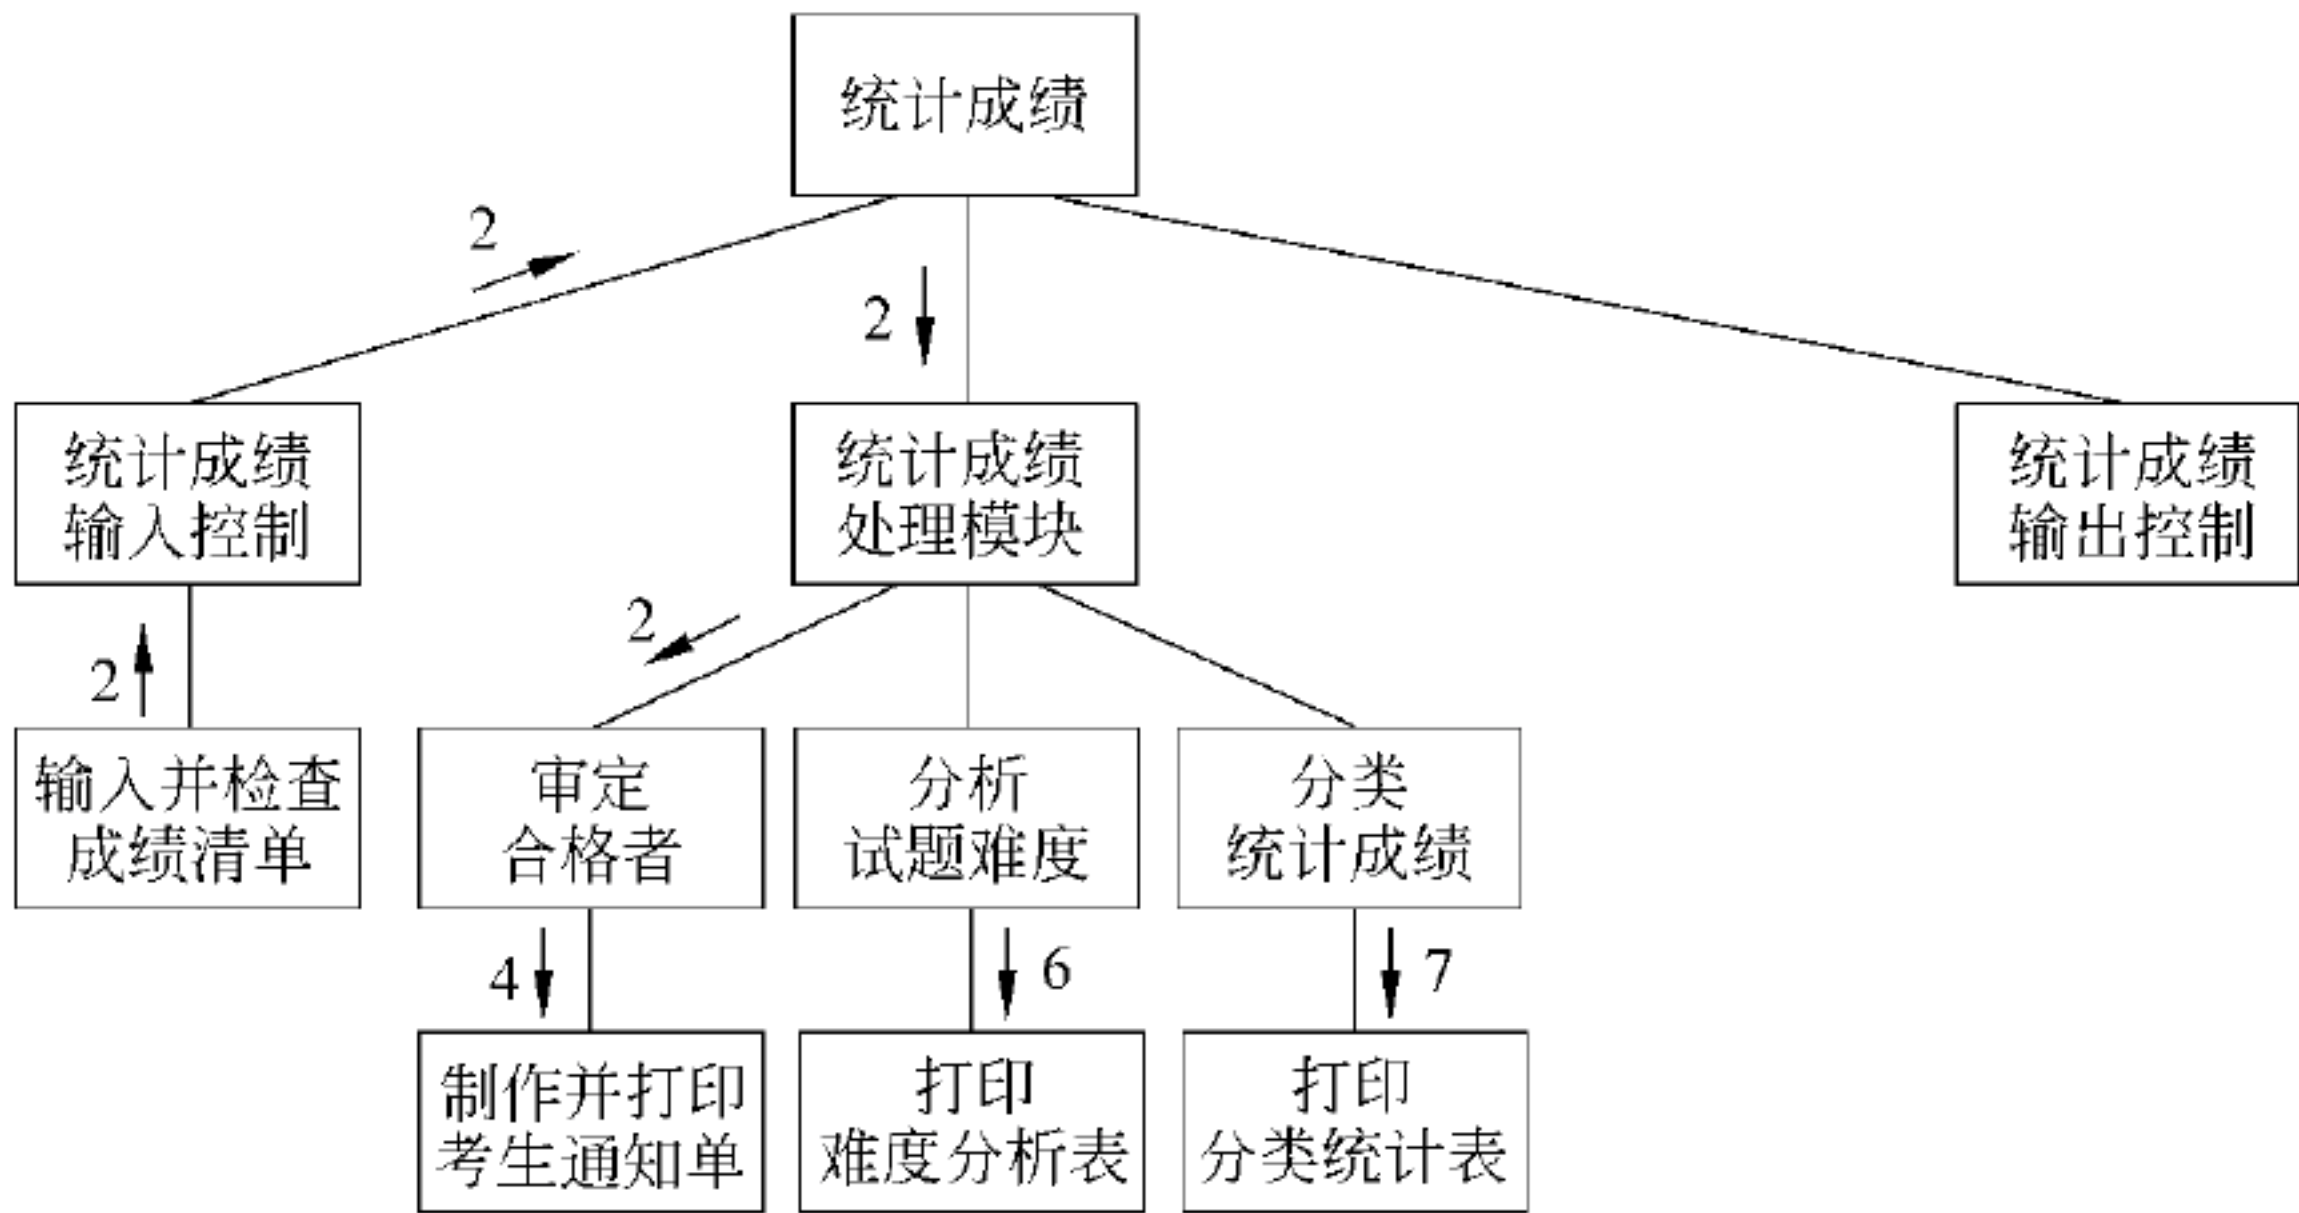 统计成绩
2
2
统计成绩
输入控制
统计成绩
处理模块
统计成绩
输出控制
2
2
输入并检查
成绩清单
审定
合格者
分析
试题难度
分类
统计成绩
4
6
7
制作并打印
考生通知单
打印
难度分析表
打印
分类统计表